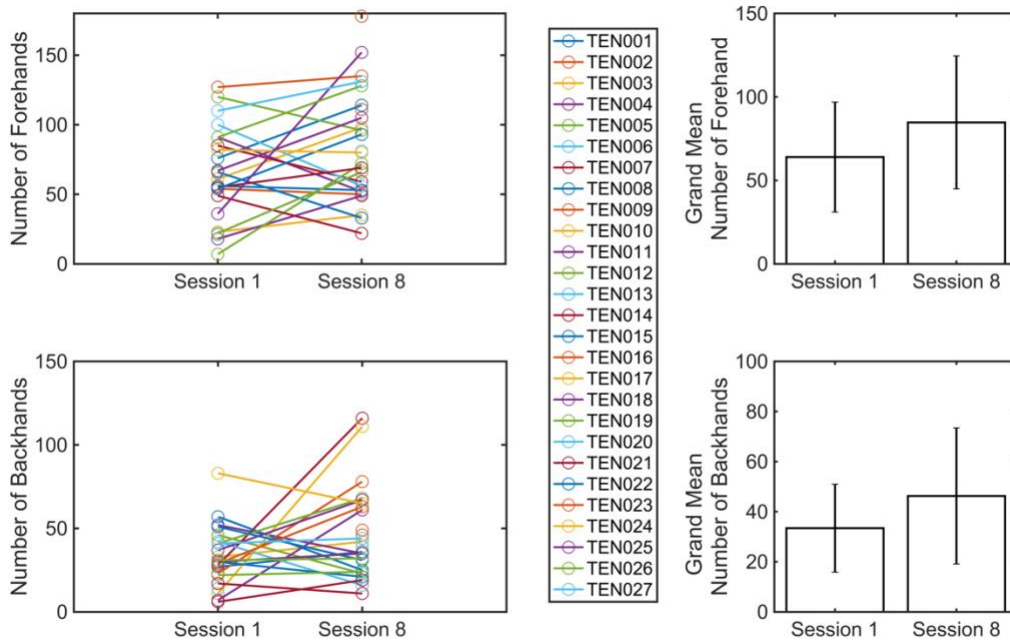 Number of Forehands
150
100
50
0
Session 1
Session 8
Number of Backhands
150
100
50
0
Session 1
Session 8
TEN001
TEN002
TEN003
TEN004
TEN005
TEN006
TEN007
TEN008
TEN009
TEN010
TEN011
TEN012
TEN013
TEN014
TEN015
TEN016
TEN017
TEN018
TEN019
TEN020
TEN021
TEN022
TEN023
TEN024
TEN025
TEN026
TEN027
Grand Mean
Number of Forehand
150
100
50
0
Session 1
Session 8
Grand Mean
Number of Backhands
100
80
60
40
20
0
Session 1
Session 8